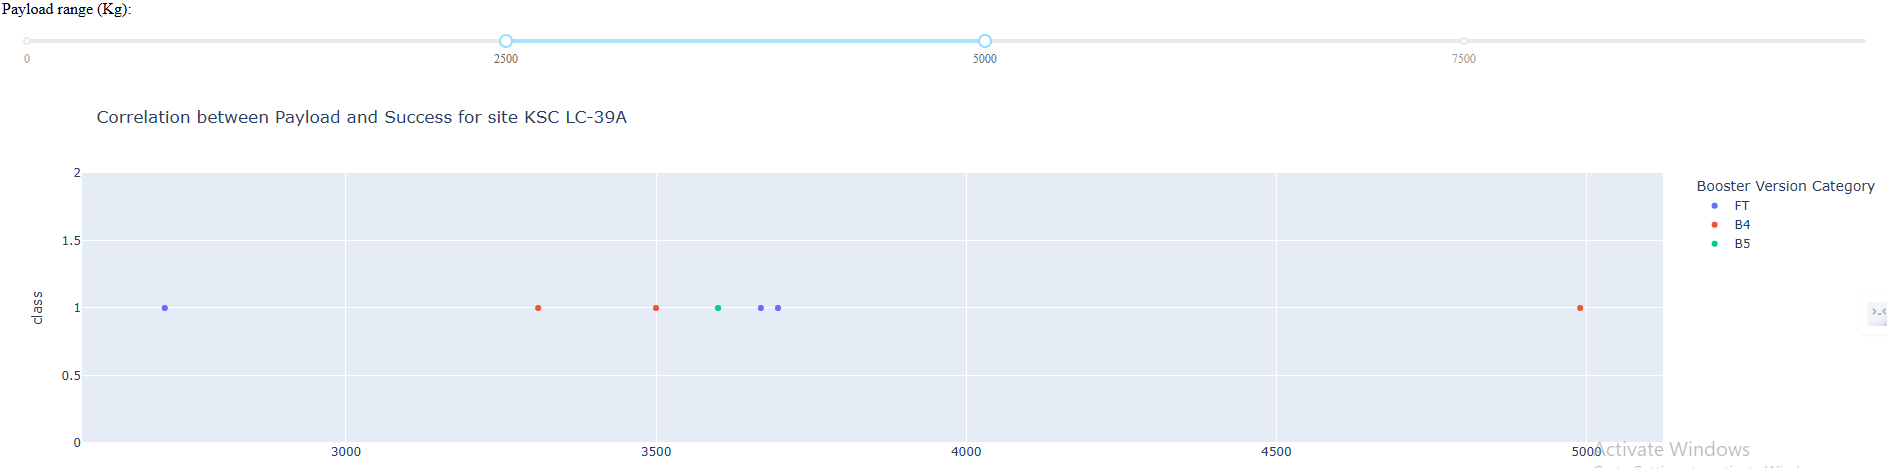 Payload range (Kg):
0 2500 5000 7500
Correlation between Payload and Success for site KSC LC-39A
2
1.5
1
0.5
0
class
3000 3500 4000 4500 5000
Booster Version Category
FT
B4
B5
Activate Windows